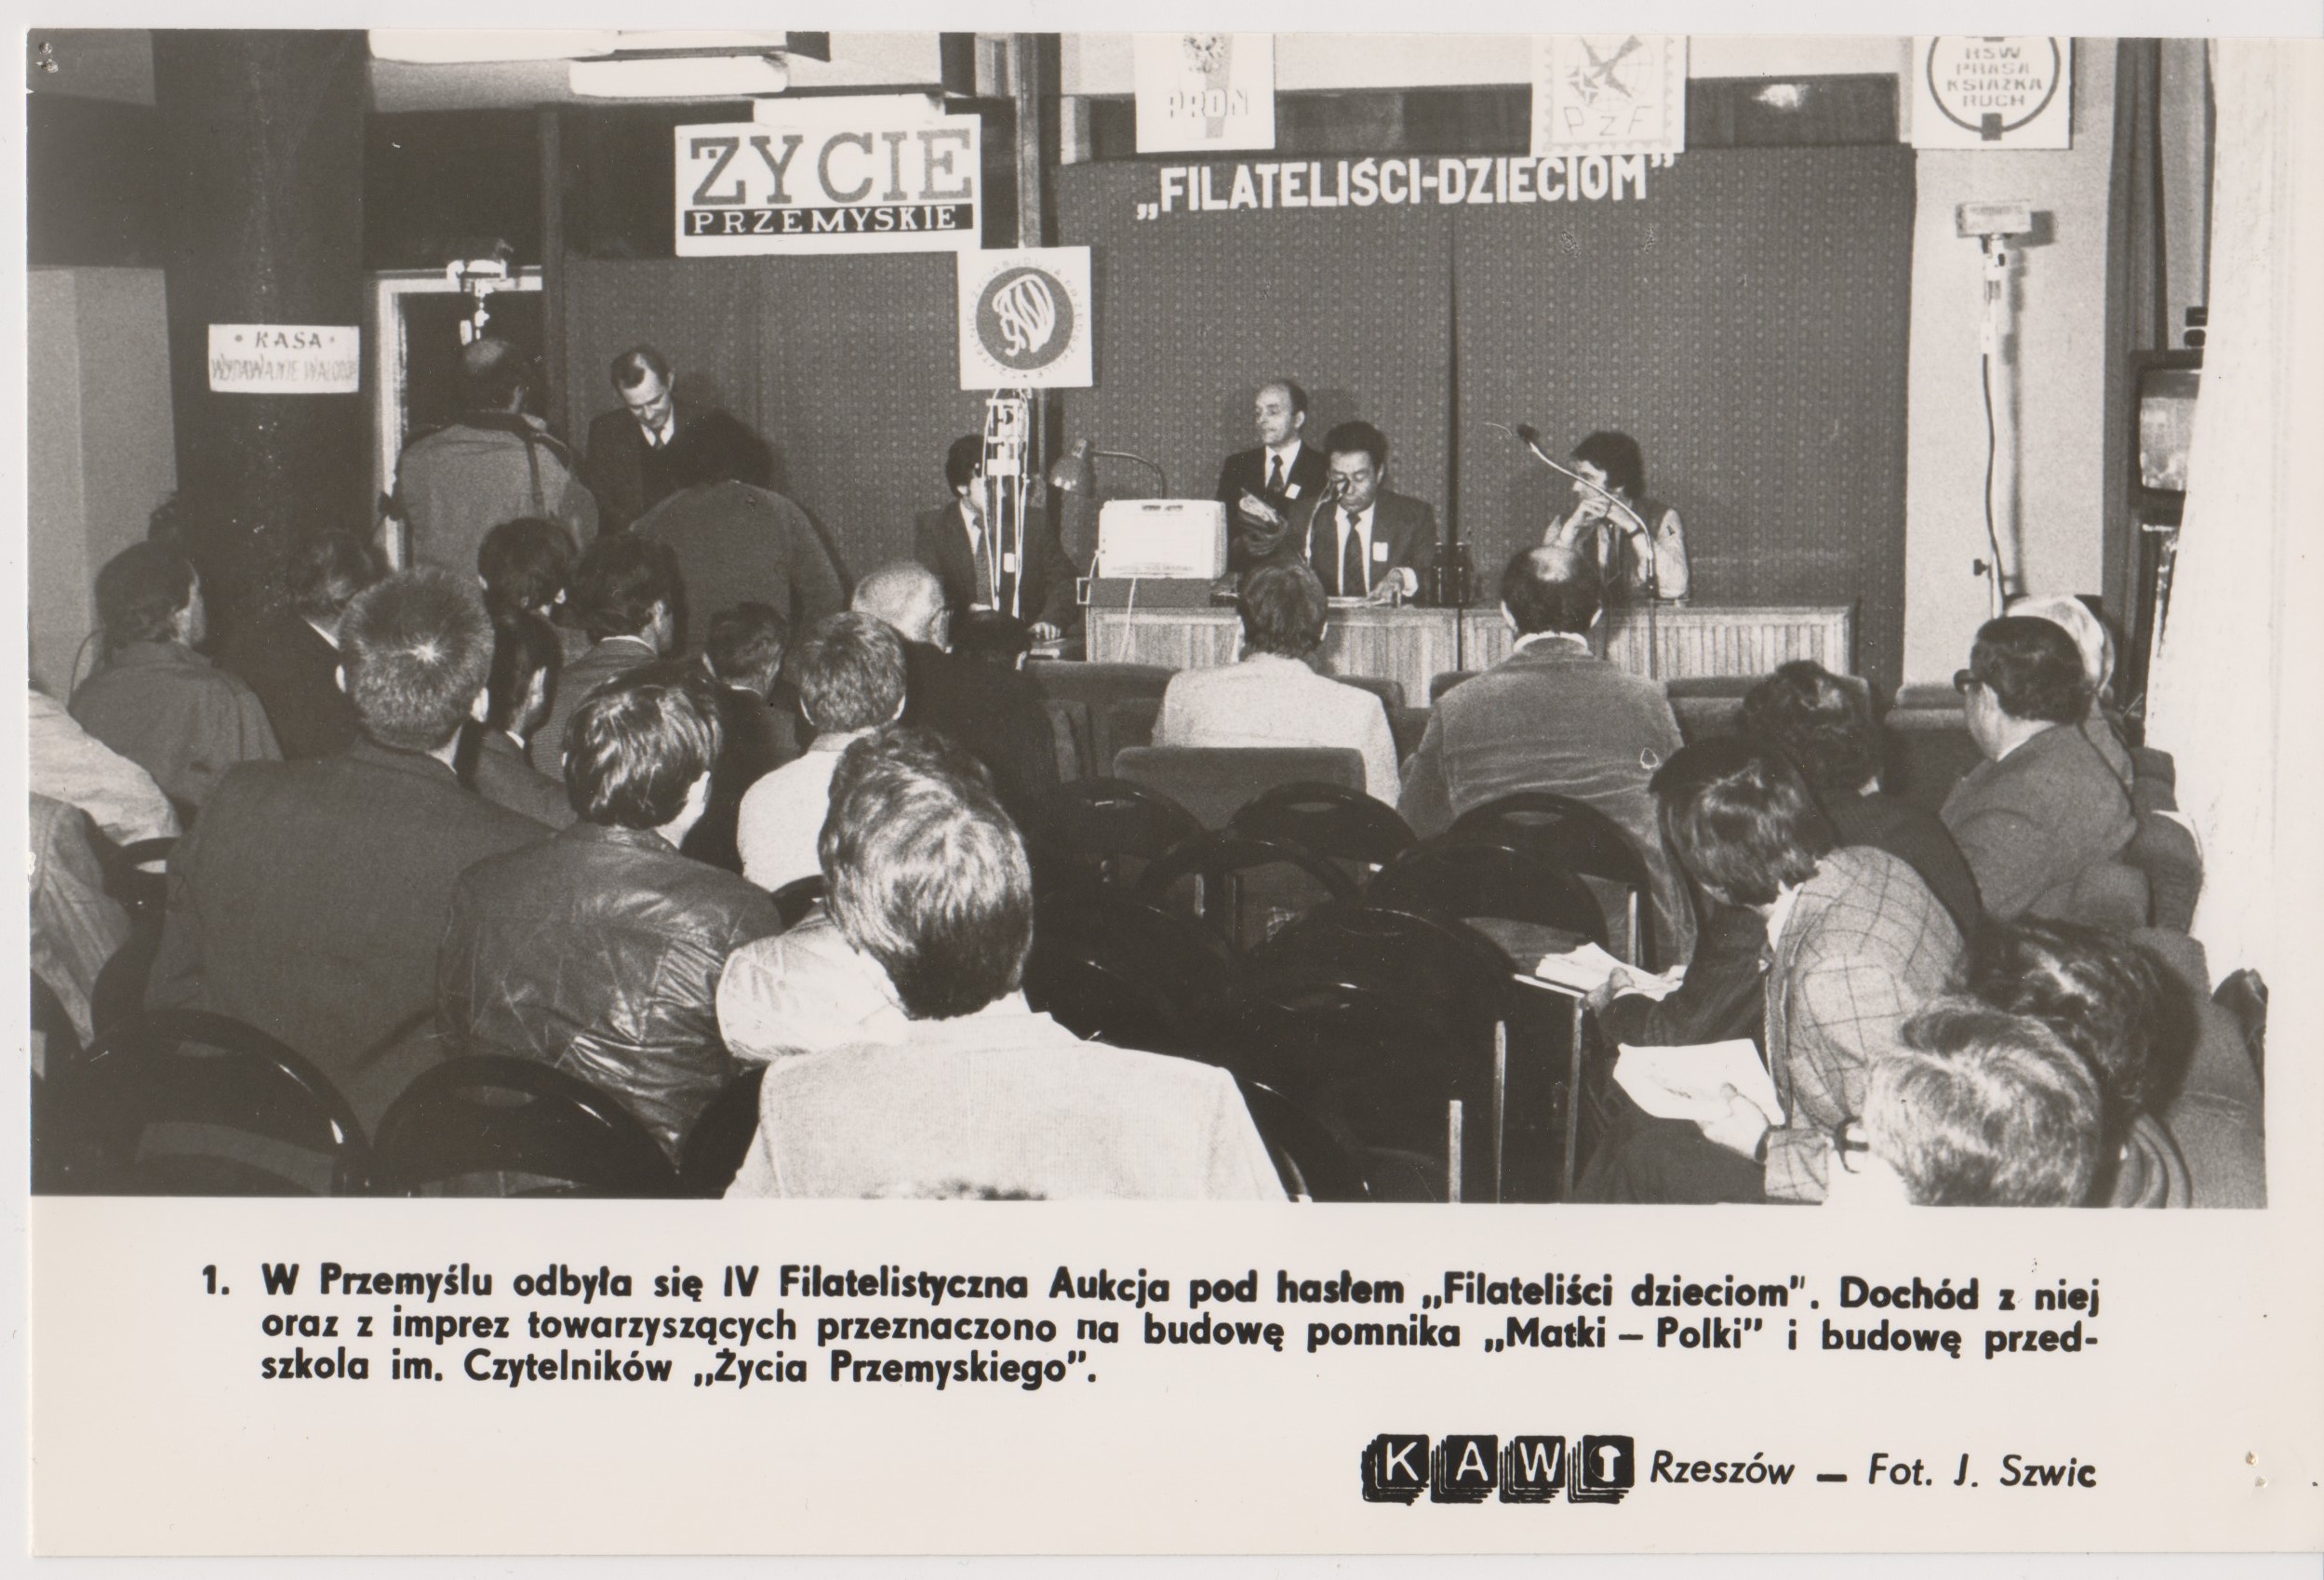 PRON
PZF
RSW
PRASA
KSIĄŻKA
RUCH
ŻYCIE
PRZEMYSKIE
„FILATELIŚCI-DZIECIOM”
• KASA •
WYDAWANIE
1. W Przemyślu odbyła się IV Filatelistyczna Aukcja pod hasłem „Filateliści dzieciom". Dochód z niej
oraz z imprez towarzyszących przeznaczono na budowę pomnika „Matki – Polki” i budowę przed-
szkola im. Czytelników „Życia Przemyskiego”.
KAW Rzeszów — Fot. J. Szwic